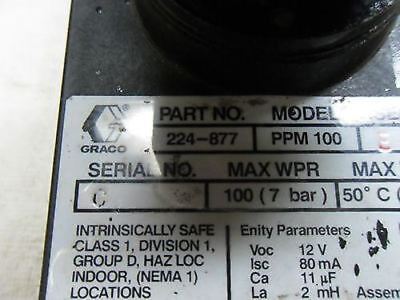 GRACO
PART NO. MODEL
224-877 PPM 100
SERIAL NO. MAX WPR MAX
C 100 (7 bar) 50° C (
INTRINSICALLY SAFE
CLASS 1, DIVISION 1,
GROUP D, HAZ LOC
INDOOR, (NEMA 1)
LOCATIONS
Enity Parameters
Voc 12 V
Isc 80 mA
Ca 11 µF
La 2 mH Assem